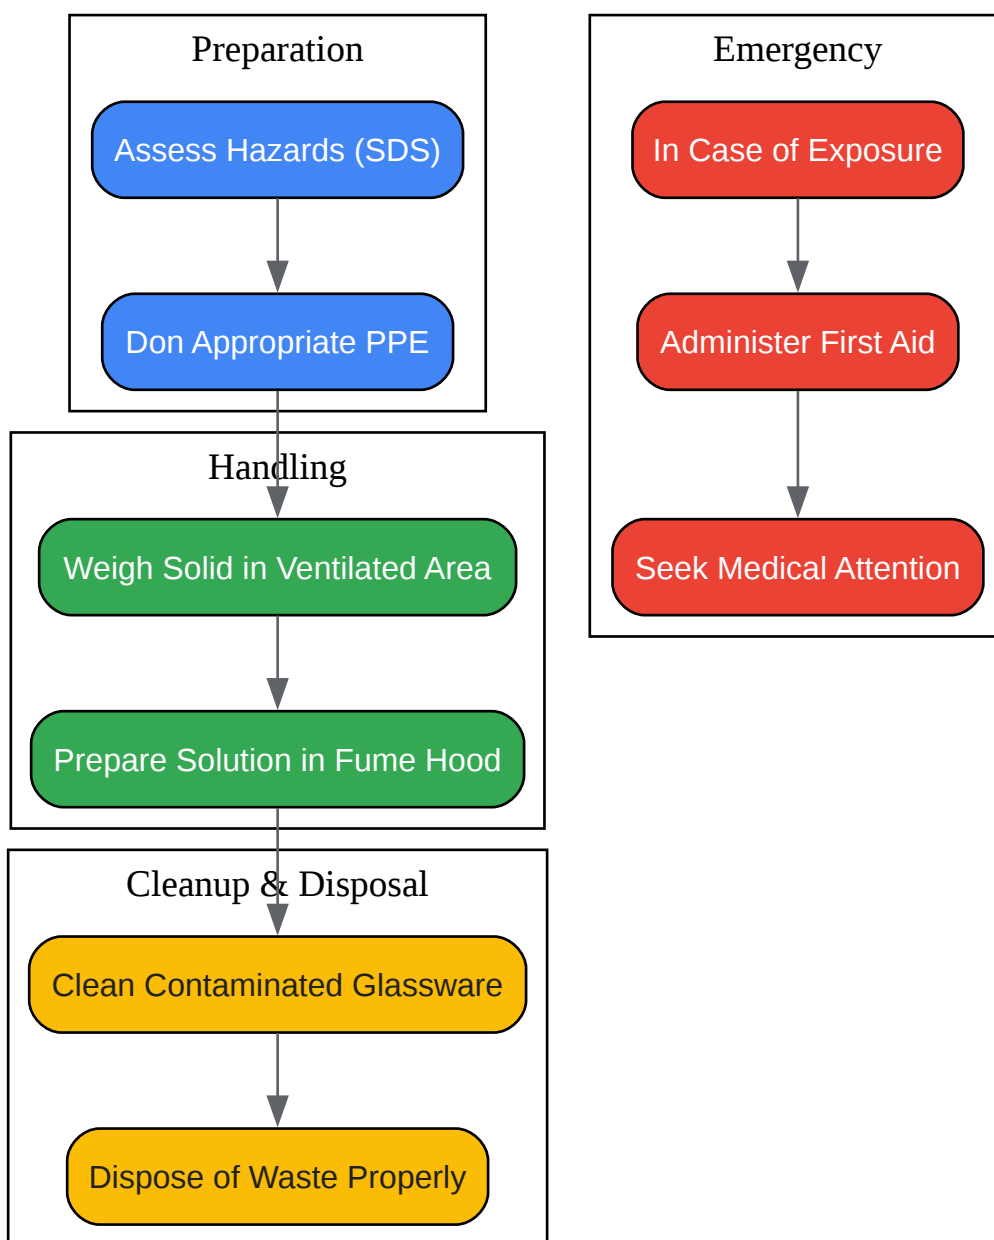 Preparation
Assess Hazards (SDS)
Don Appropriate PPE
Handling
Weigh Solid in Ventilated Area
Prepare Solution in Fume Hood
Cleanup & Disposal
Clean Contaminated Glassware
Dispose of Waste Properly
Emergency
In Case of Exposure
Administer First Aid
Seek Medical Attention